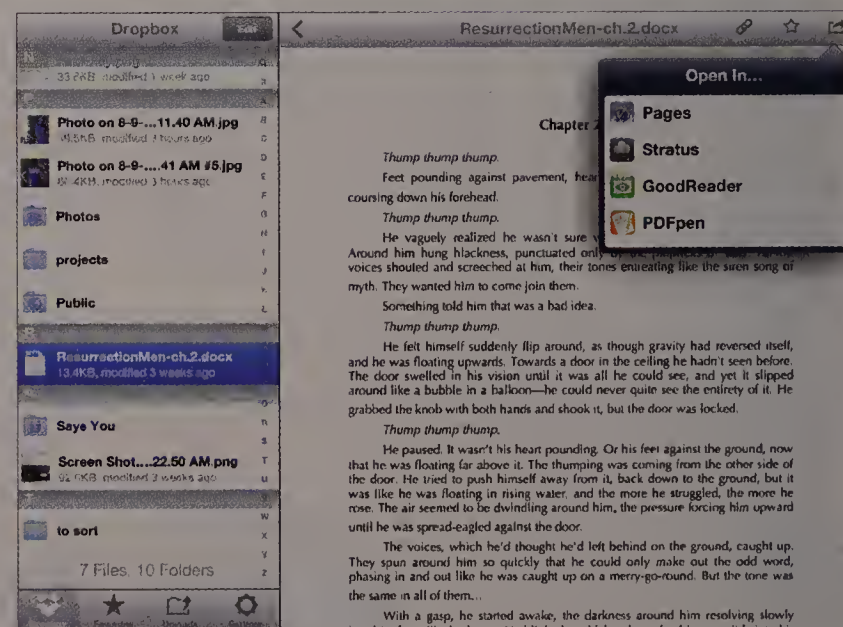 Dropbox
Edit
33.6KB, modified 1 week ago
P
Photo on 8-9-...11.40 AM.jpg
modified 3 hours ago
Photo on 8-9-....41 AM #5.jpg
modified 3 hours ago
Photos
projects
Public
R
ResurrectionMen-ch.2.docx
13.4KB, modified 3 weeks ago
S
Saye You
Screen Shot....22.50 AM.png
modified 3 weeks ago
T
to sort
7 Files, 10 Folders
Favorites
Uploads
Settings
ResurrectionMen-ch.2.docx
Open In...
Pages
Stratus
GoodReader
PDFpen
Chapter 2
Thump thump thump.
Feet pounding against pavement,
coursing down his forehead.
Thump thump thump.
He vaguely realized he wasn't sure
Around him hung blackness, punctuated only
voices shouted and screeched at him, their tones entreating like the siren song of
myth. They wanted him to come join them.
Something told him that was a bad idea.
Thump thump thump.
He felt himself suddenly flip around, as though gravity had reversed itself,
and he was floating upwards. Towards a door in the ceiling he hadn't seen before.
The door swelled in his vision until it was all he could see, and yet it slipped
around like a bubble in a balloon—he could never quite see the entirety of it. He
grabbed the knob with both hands and shook it, but the door was locked.
Thump thump thump.
He paused. It wasn't his heart pounding. Or his feet against the ground, now
that he was floating far above it. The thumping was coming from the other side of
the door. He tried to push himself away from it, back down to the ground, but it
was like he was floating in rising water, and the more he struggled, the more he
rose. The air seemed to be dwindling around him, the pressure forcing him upward
until he was spread-eagled against the door.
The voices, which he'd thought he'd left behind on the ground, caught up.
They spun around him so quickly that he could only make out the odd word,
phasing in and out like he was caught up on a merry-go-round. But the tone was
the same in all of them...
With a gasp, he started awake, the darkness around him resolving slowly